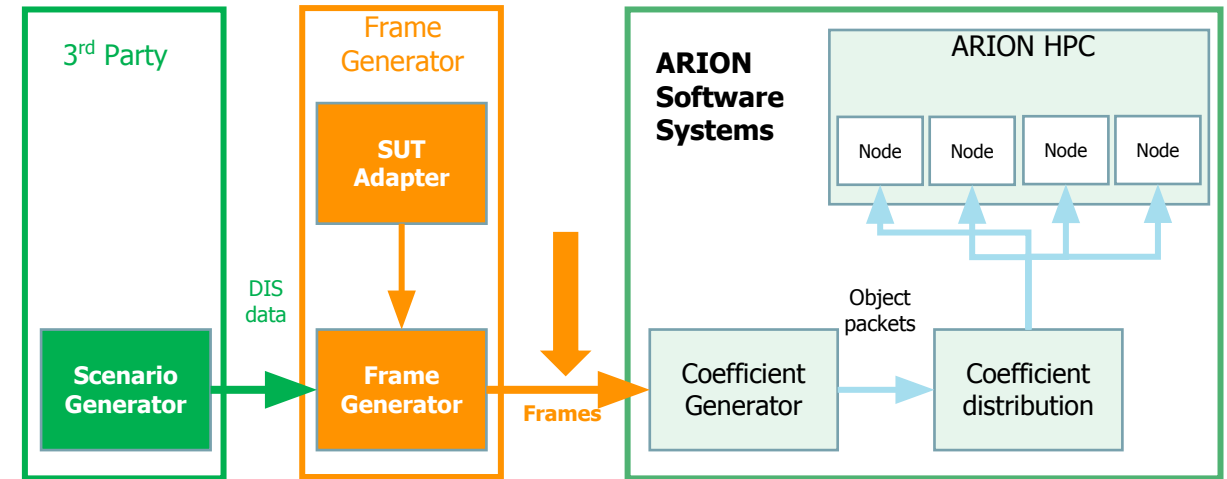 3rd Party
Scenario
Generator
DIS
data
Frame
Generator
SUT
Adapter
Frame
Generator
Frames
ARION
Software
Systems
ARION HPC
Node
Node
Node
Node
Coefficient
Generator
Object
packets
Coefficient
distribution